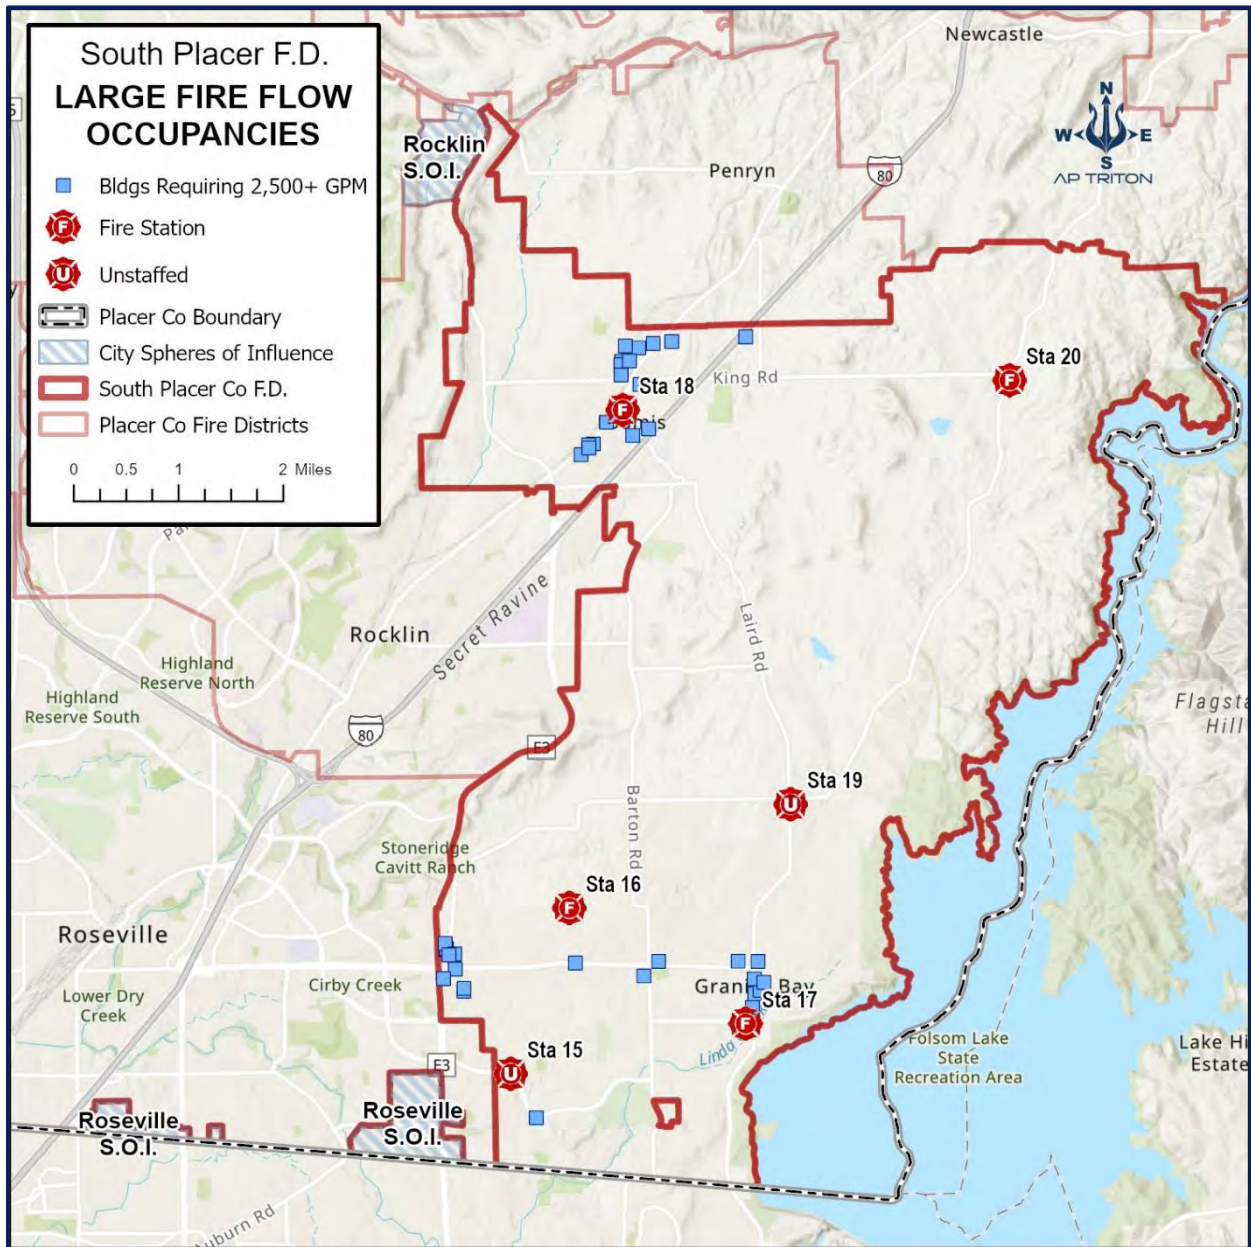 South Placer F.D.
LARGE FIRE FLOW
OCCUPANCIES
Bldgs Requiring 2,500+ GPM
F
Fire Station
U
Unstaffed
Placer Co Boundary
City Spheres of Influence
South Placer Co F.D.
Placer Co Fire Districts
0 0.5 1 2 Miles
Newcastle
N
W E
S
AP TRITON
Rocklin
S.O.I.
Penryn
80
Sta 20
F
King Rd
Sta 18
F
Secret Ravine
Rocklin
Laird Rd
Highland
Reserve North
Highland
Reserve South
80
E3
Hill
Sta 19
U
Barton Rd
Stoneridge
Cavitt Ranch
Sta 16
F
Roseville
Cirby Creek
Lower Dry
Creek
Sta 17
F
Linda
Folsom Lake
State
Recreation Area
Sta 15
U
E3
Roseville
S.O.I.
Roseville
S.O.I.
Auburn Rd